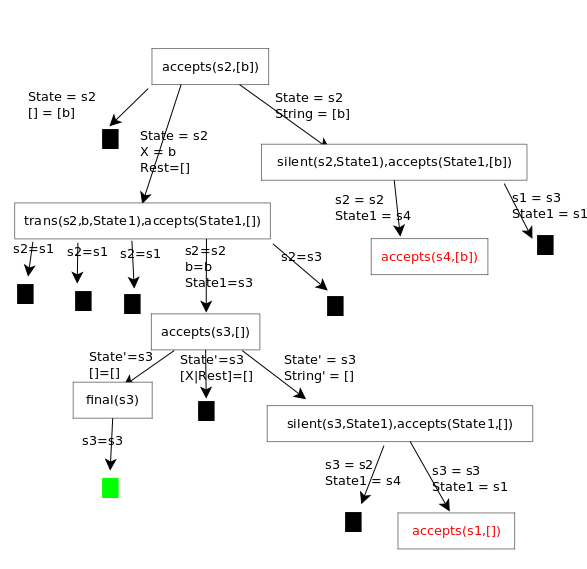 accepts(s2,[b])
State = s2
[] = [b]
State = s2
String = [b]
State = s2
X = b
Rest=[]
silent(s2,State1),accepts(State1,[b])
s2 = s2
State1 = s4
s1 = s3
State1 = s1
trans(s2,b,State1),accepts(State1,[])
s2=s1
s2=s1
s2=s1
s2=s2
b=b
State1=s3
s2=s3
accepts(s4,[b])
accepts(s3,[])
State'=s3
[]=[]
State'=s3
[X|Rest]=[]
State' = s3
String' = []
final(s3)
silent(s3,State1),accepts(State1,[])
s3=s3
s3 = s2
State1 = s4
s3 = s3
State1 = s1
accepts(s1,[])